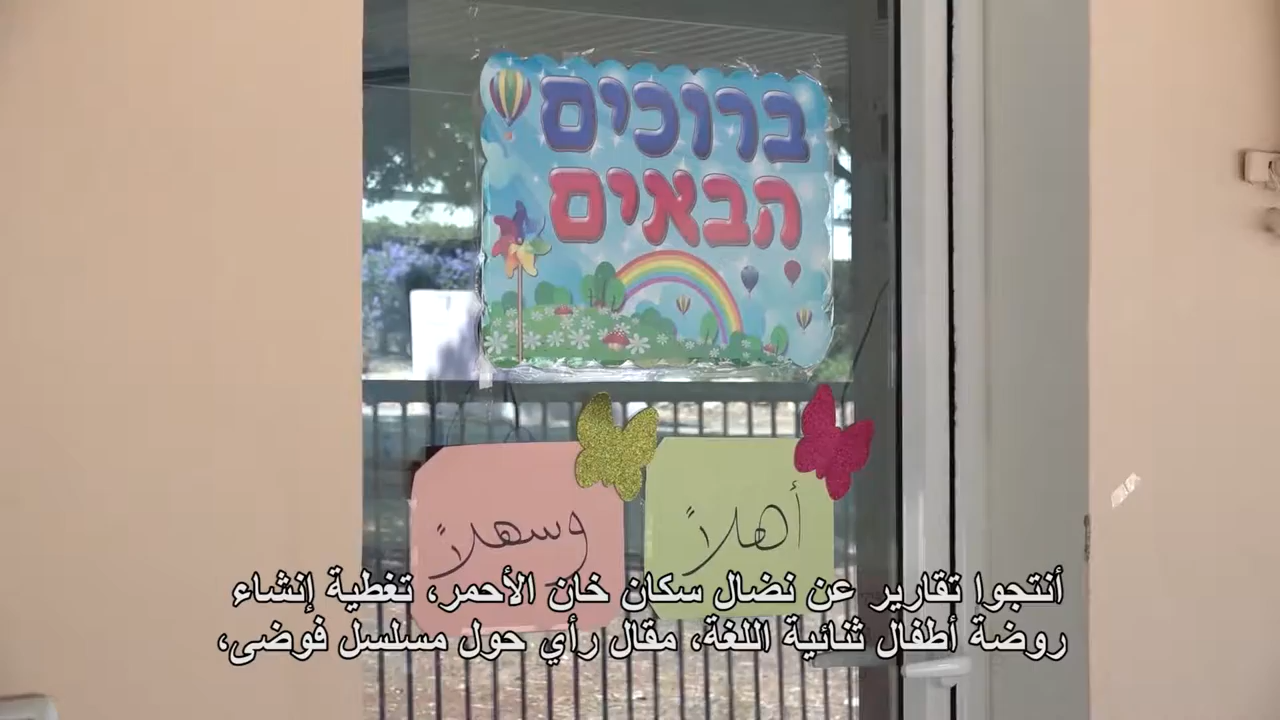 ברוכים
הבאים
أهلاً وسهلاً
أنتجوا تقارير عن نضال سكان خان الأحمر، تغطية إنشاء
روضة أطفال ثنائية اللغة، مقال رأي حول مسلسل فوضى،